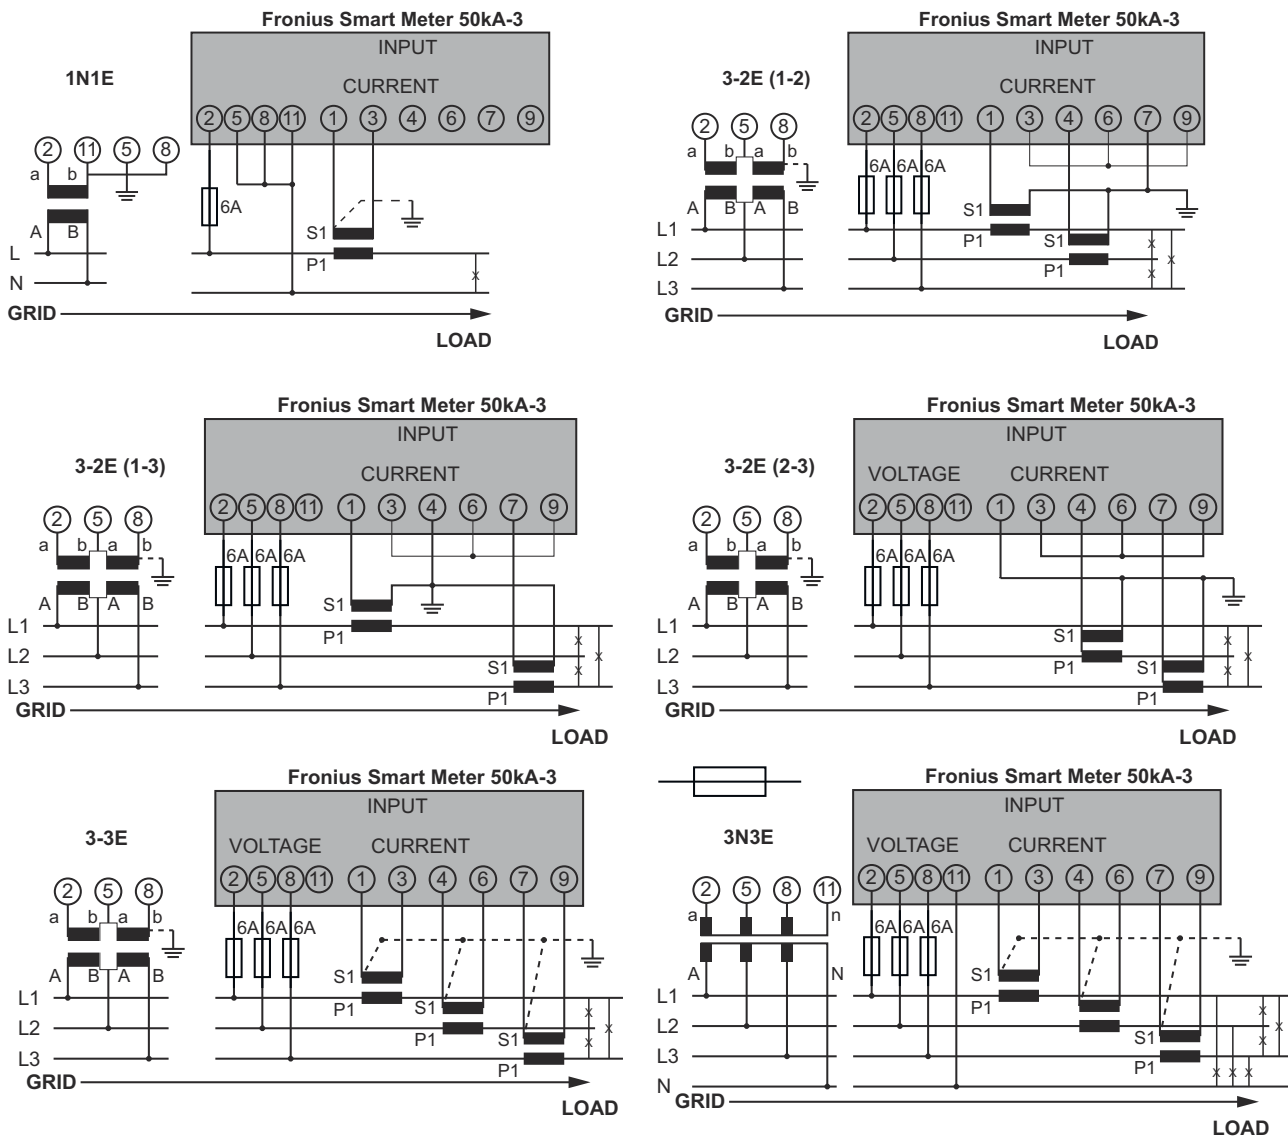 Fronius Smart Meter 50kA-3
INPUT
1N1E
CURRENT
2 5 8 11 1 3 4 6 7 9
2 11 5 8
a b
6A
A B
S1
L
P1
N
GRID
LOAD
Fronius Smart Meter 50kA-3
INPUT
3-2E (1-2)
CURRENT
2 5 8 11 1 3 4 6 7 9
2 5 8
a b a b
6A 6A 6A
A B A B
S1
L1
P1
S1
L2
P1
L3
GRID
LOAD
Fronius Smart Meter 50kA-3
INPUT
3-2E (1-3)
CURRENT
2 5 8 11 1 3 4 6 7 9
2 5 8
a b a b
6A 6A 6A
A B A B
S1
L1
P1
L2
S1
L3
P1
GRID
LOAD
Fronius Smart Meter 50kA-3
INPUT
3-2E (2-3)
VOLTAGE CURRENT
2 5 8 11 1 3 4 6 7 9
2 5 8
a b a b
6A 6A 6A
A B A B
L1
S1
L2
P1
S1
L3
P1
GRID
LOAD
Fronius Smart Meter 50kA-3
INPUT
3-3E
VOLTAGE CURRENT
2 5 8 11 1 3 4 6 7 9
2 5 8
a b a b
6A 6A 6A
A B A B
S1
L1
P1
S1
L2
P1
S1
L3
P1
GRID
LOAD
Fronius Smart Meter 50kA-3
INPUT
3N3E
VOLTAGE CURRENT
2 5 8 11 1 3 4 6 7 9
2 5 8 11
a n
6A 6A 6A
A N
S1
L1
P1
S1
L2
P1
S1
L3
P1
N
GRID
LOAD